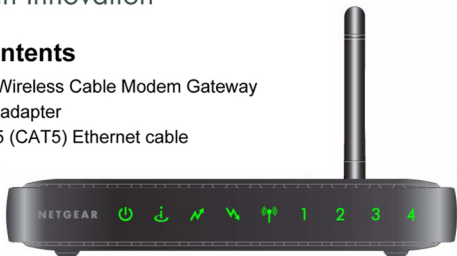 Innovation
ntents
Wireless Cable Modem Gateway
adapter
5 (CAT5) Ethernet cable
NETGEAR 1 2 3 4